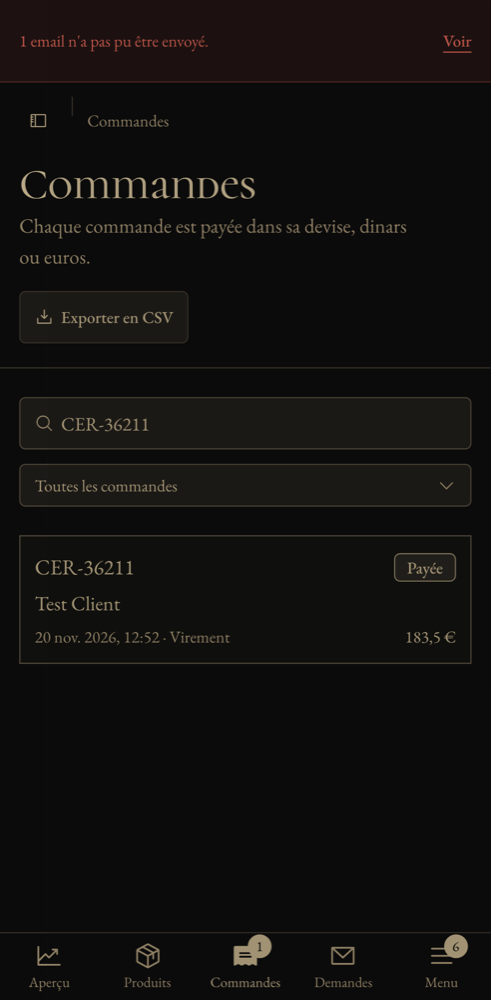 1 email n'a pas pu être envoyé.
Voir
Commandes
Commandes
Chaque commande est payée dans sa devise, dinars
ou euros.
Exporter en CSV
CER-36211
Toutes les commandes
CER-36211
Payée
Test Client
20 nov. 2026, 12:52 · Virement
183,5 €
1
6
Aperçu
Produits
Commandes
Demandes
Menu